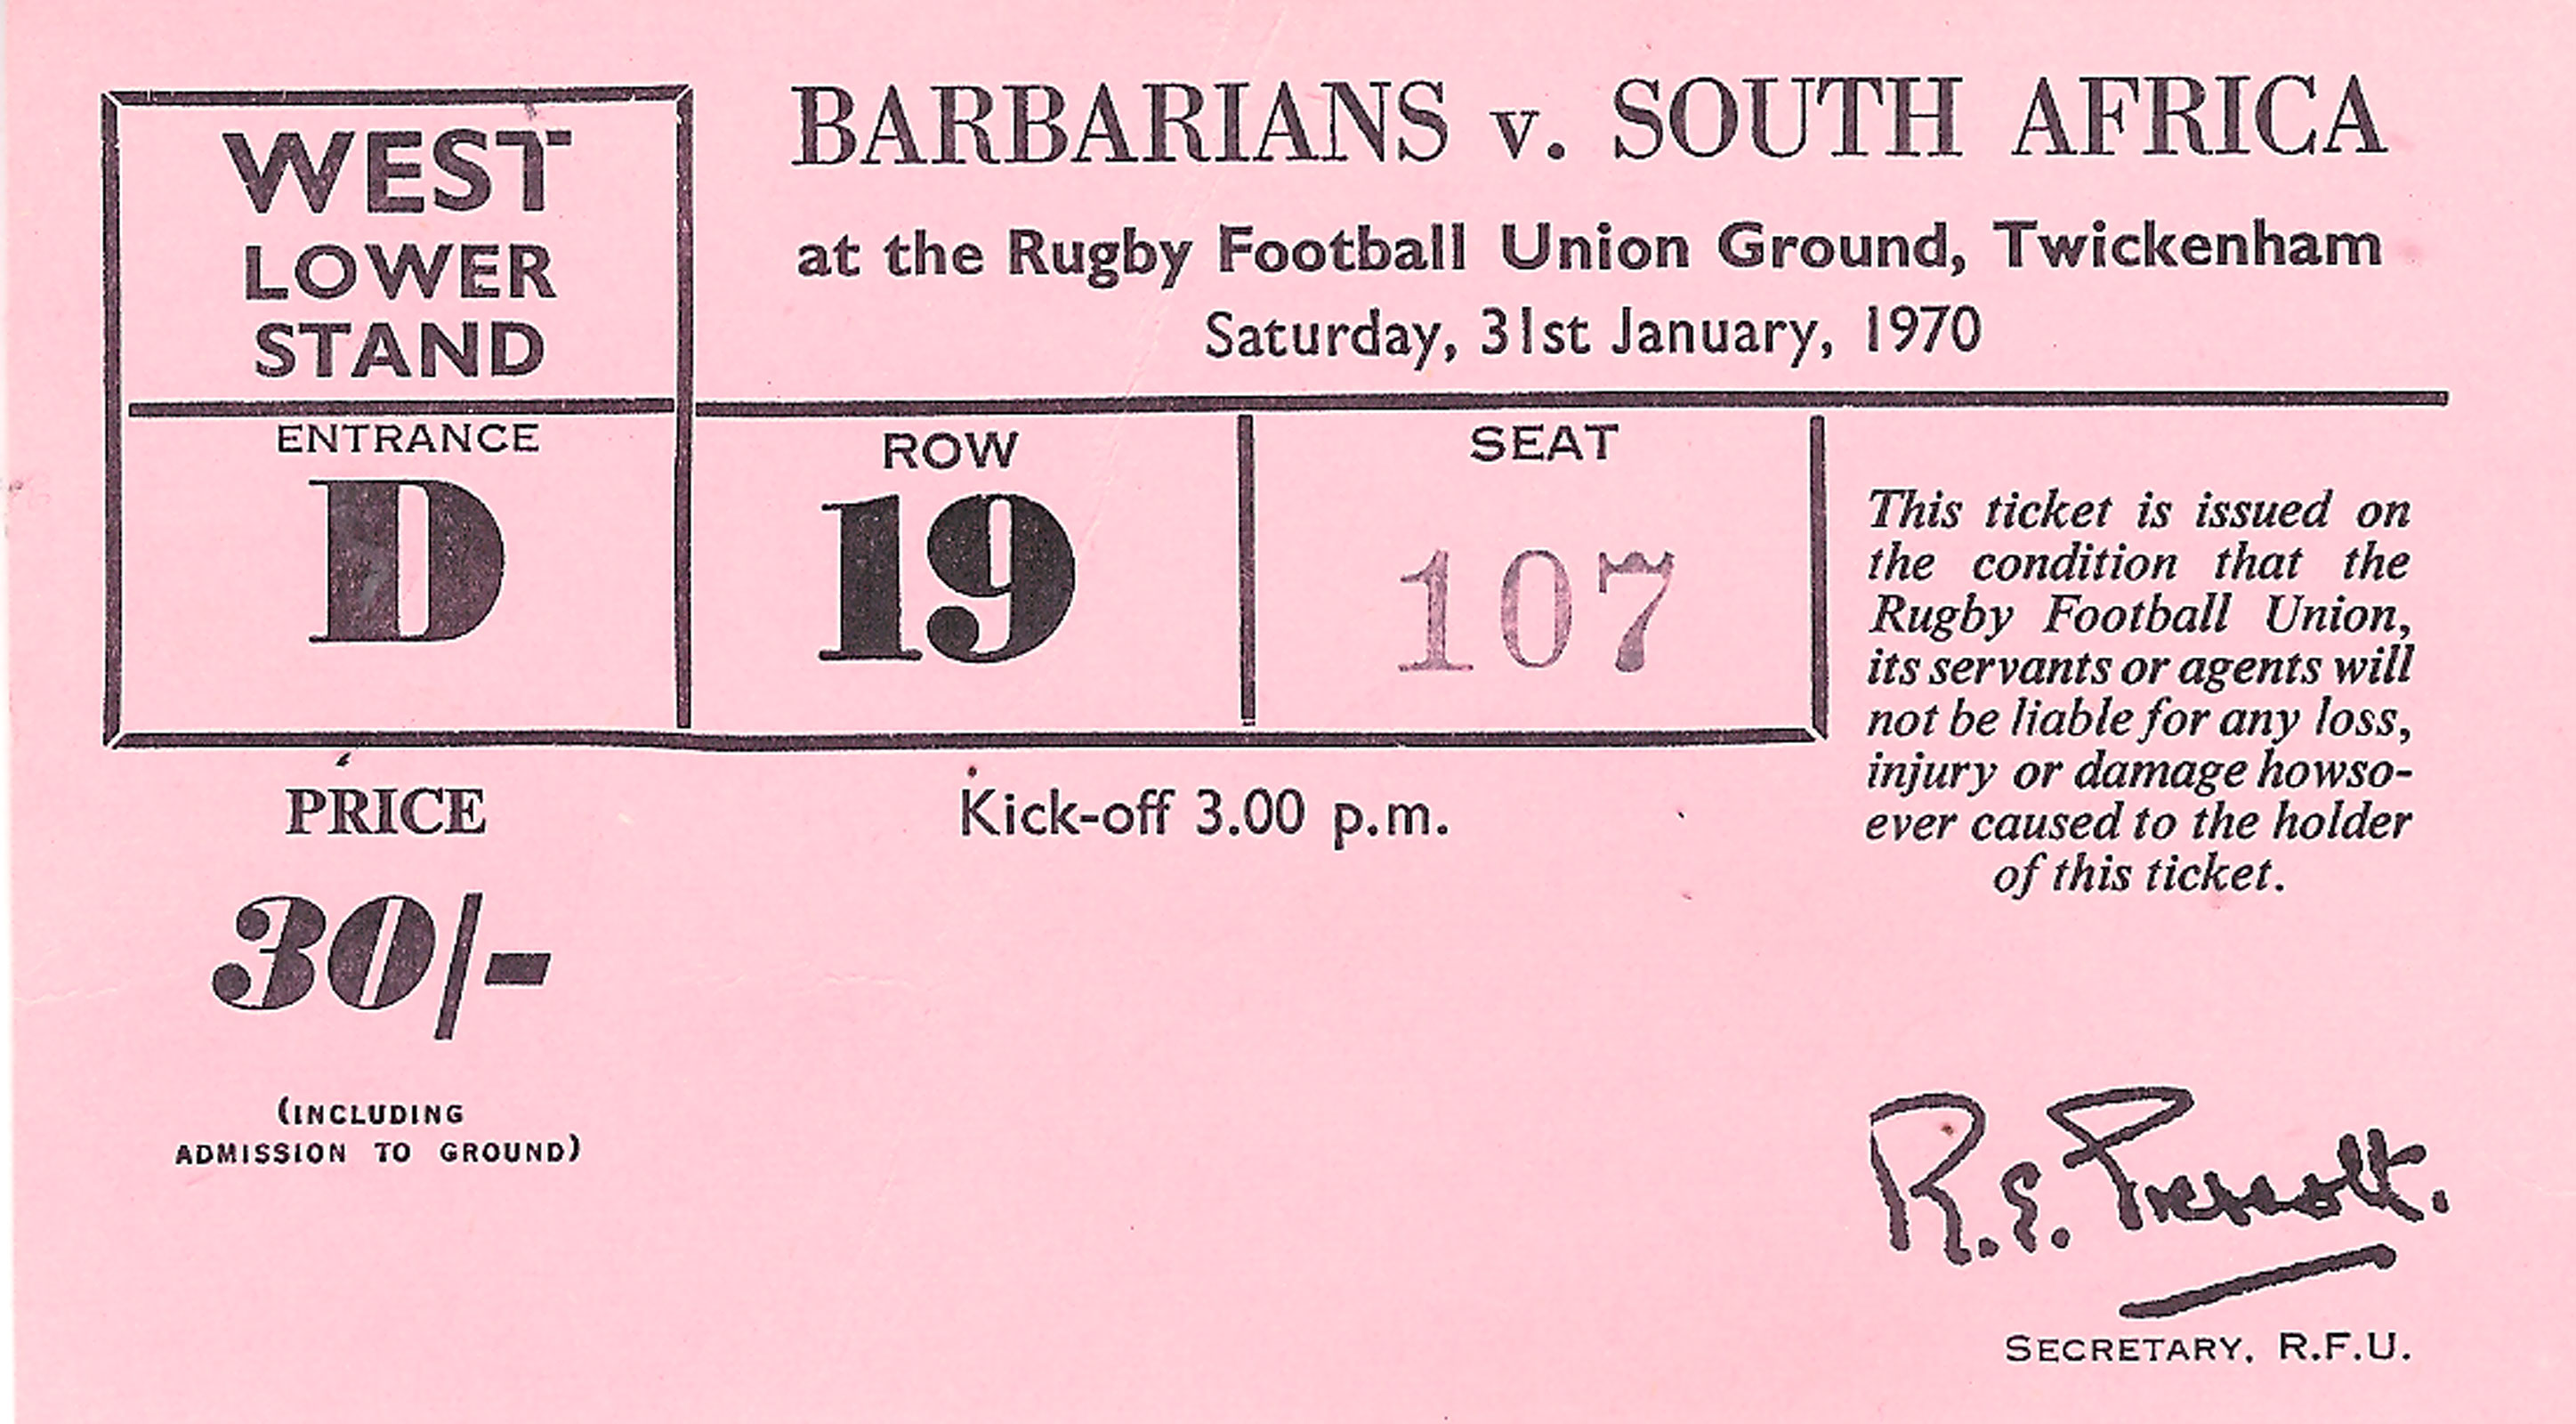 WEST
LOWER
STAND
BARBARIANS v. SOUTH AFRICA
at the Rugby Football Union Ground, Twickenham
Saturday, 31st January, 1970
ENTRANCE
D
ROW
19
SEAT
107
This ticket is issued on
the condition that the
Rugby Football Union,
its servants or agents will
not be liable for any loss,
injury or damage howso-
ever caused to the holder
of this ticket.
PRICE
30/-
(INCLUDING
ADMISSION TO GROUND)
Kick-off 3.00 p.m.
R.E. Prescott.
SECRETARY, R.F.U.